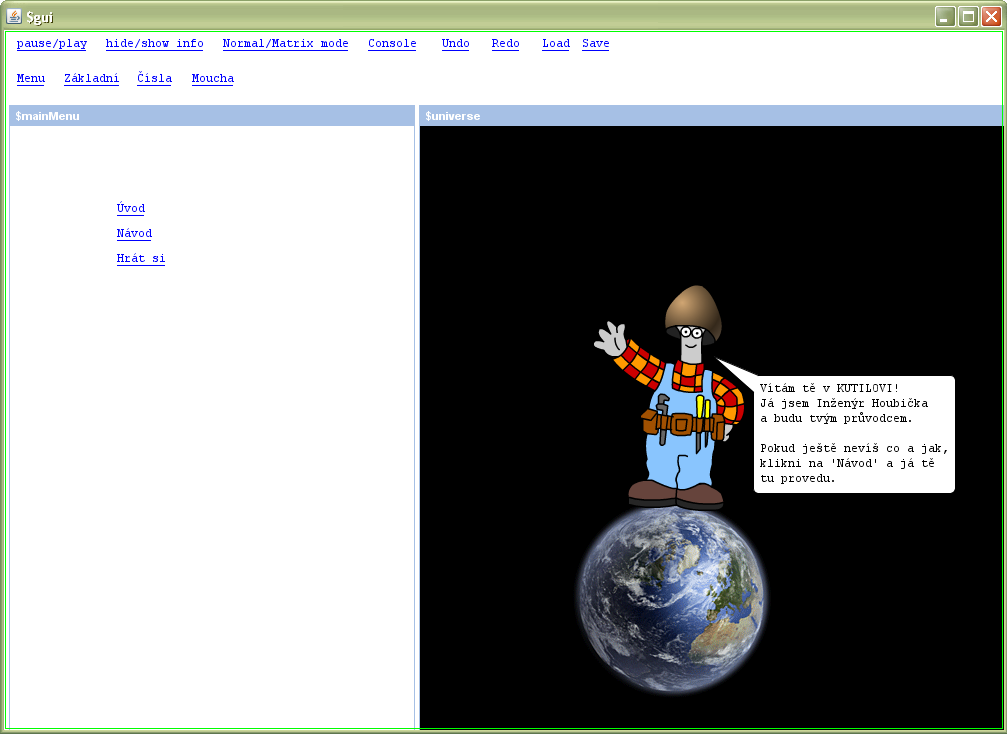 $gui
pause/play hide/show info Normal/Matrix mode Console Undo Redo Load Save
Menu Základní Čísla Moucha
$mainMenu
Úvod
Návod
Hrát si
$universe
Vítám tě v KUTILOVI!
Já jsem Inženýr Houbička
a budu tvým průvodcem.
Pokud ještě nevíš co a jak,
klikni na 'Návod' a já tě
tu provedu.